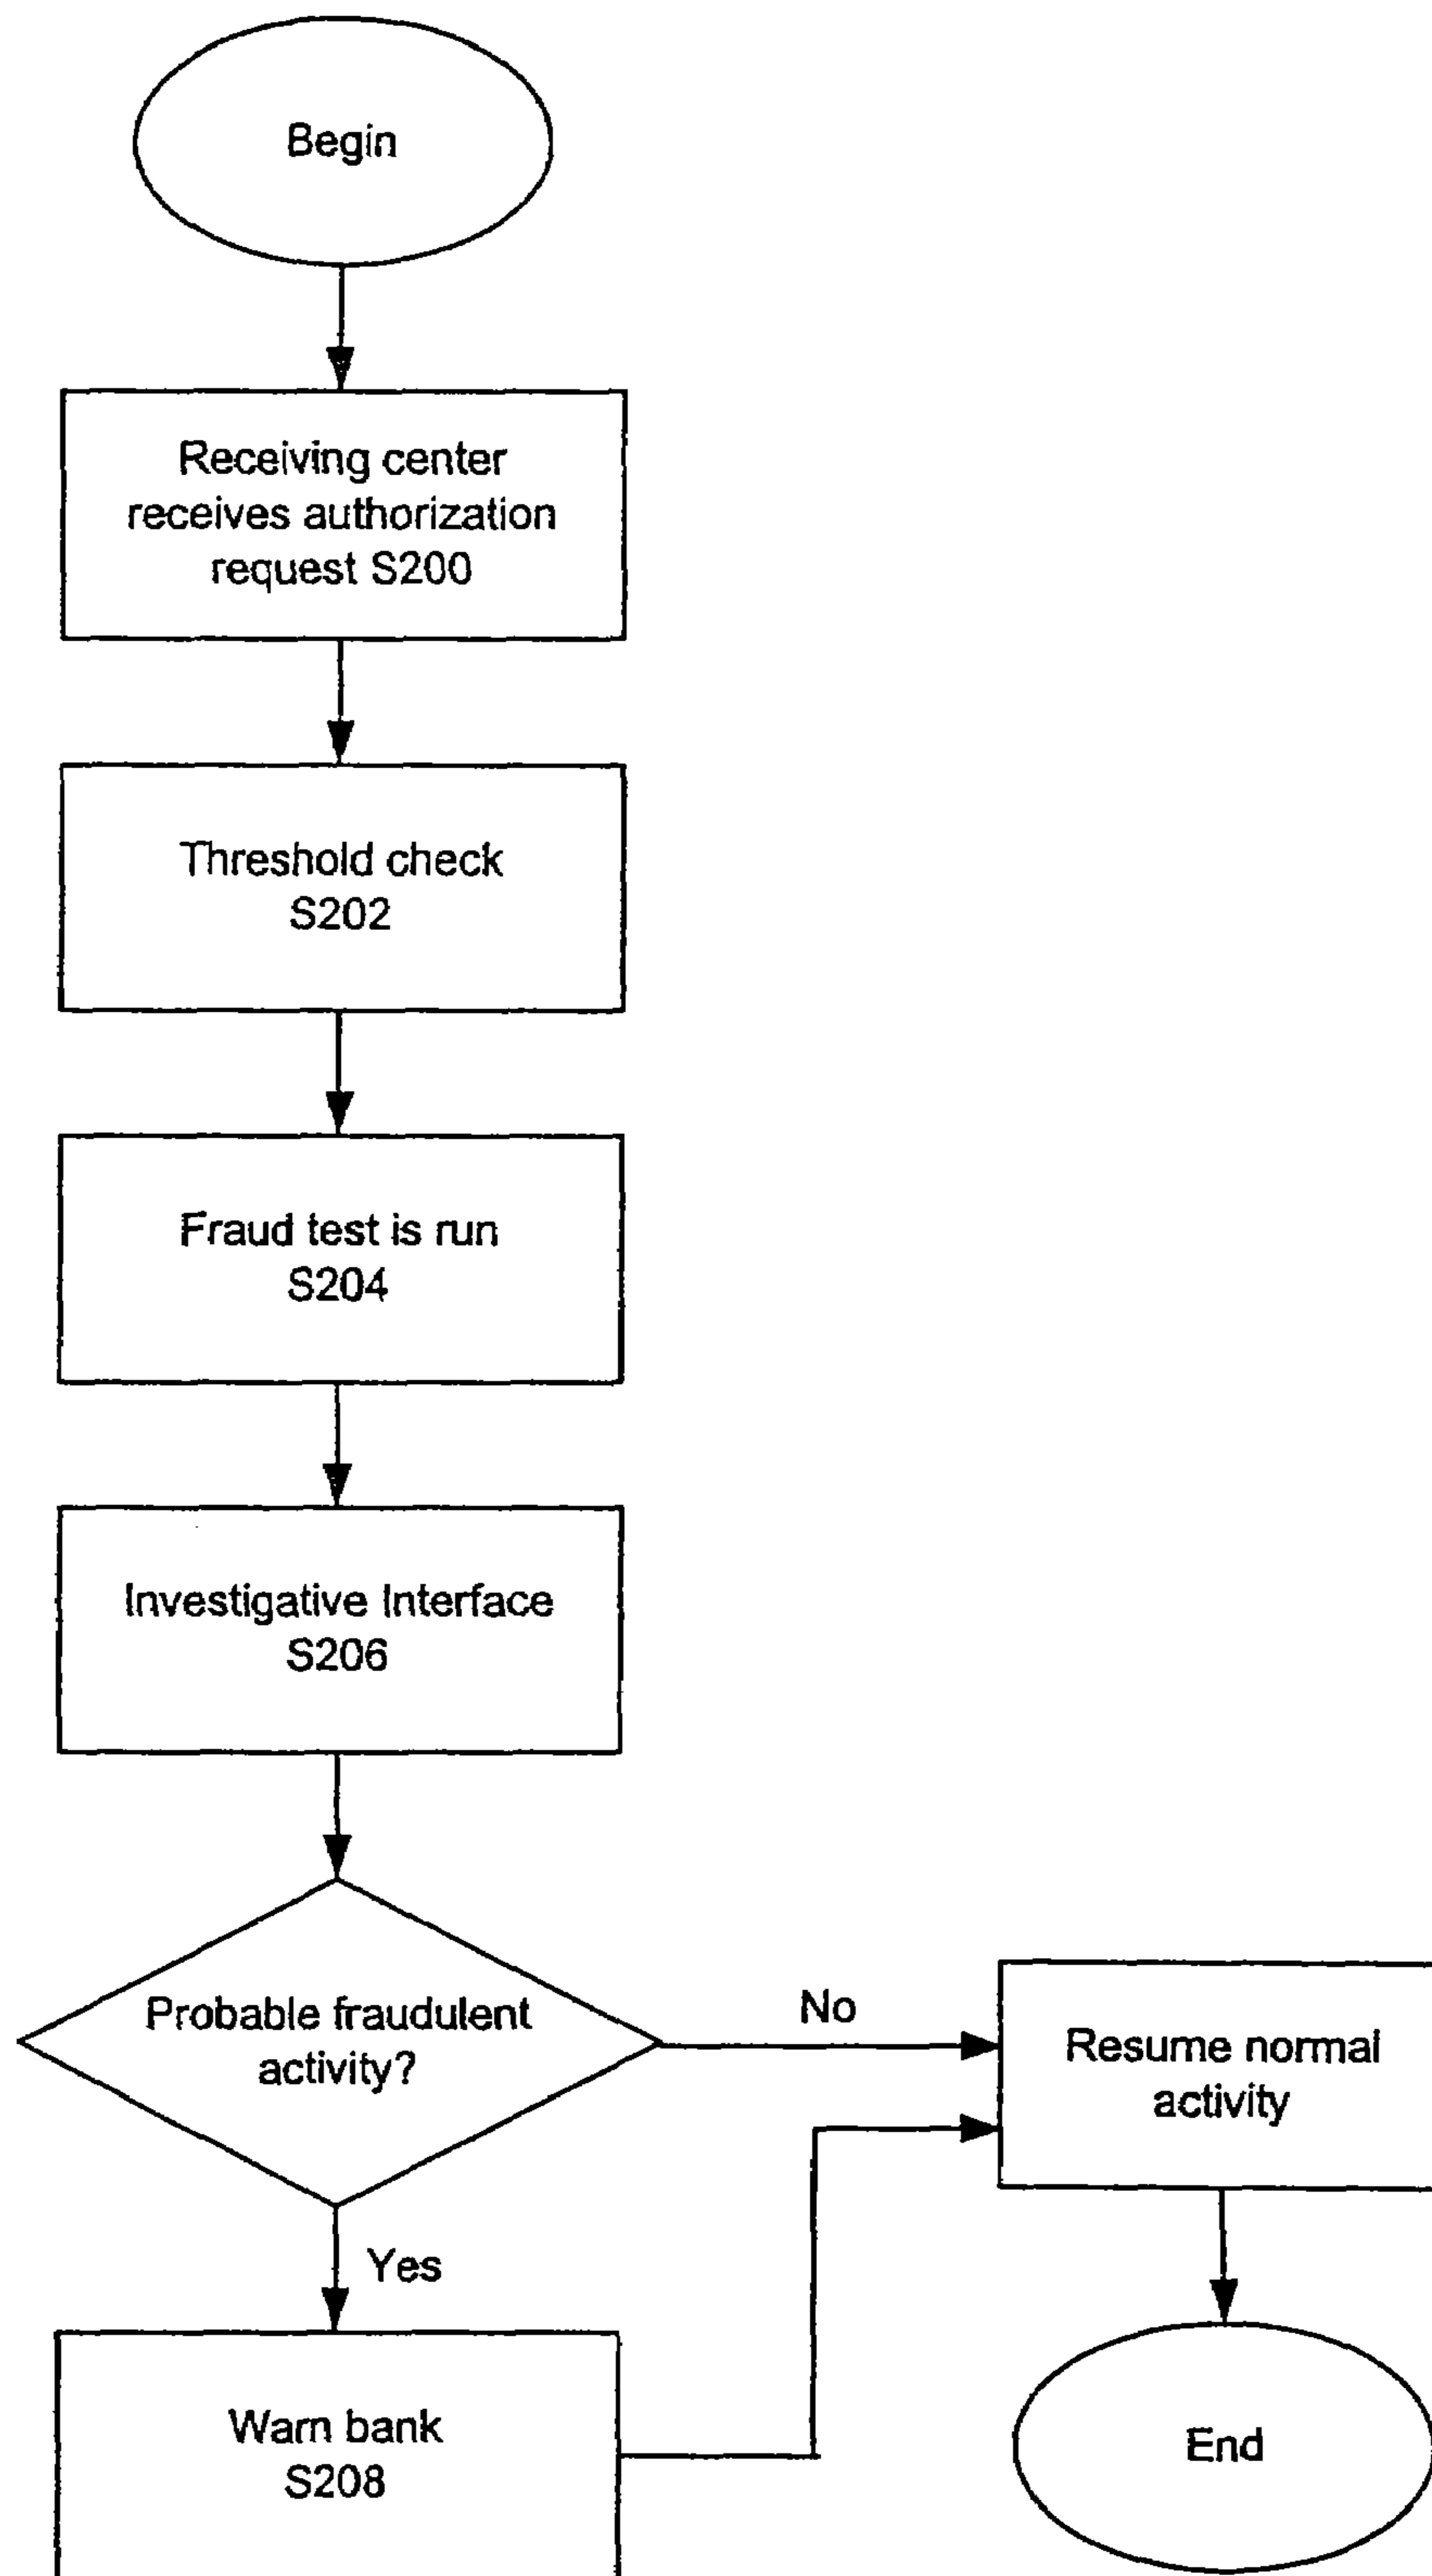 Begin
Receiving center
receives authorization
request S200
Threshold check
S202
Fraud test is run
S204
Investigative Interface
S206
Probable fraudulent
activity?
No
Resume normal
activity
Yes
Warn bank
S208
End